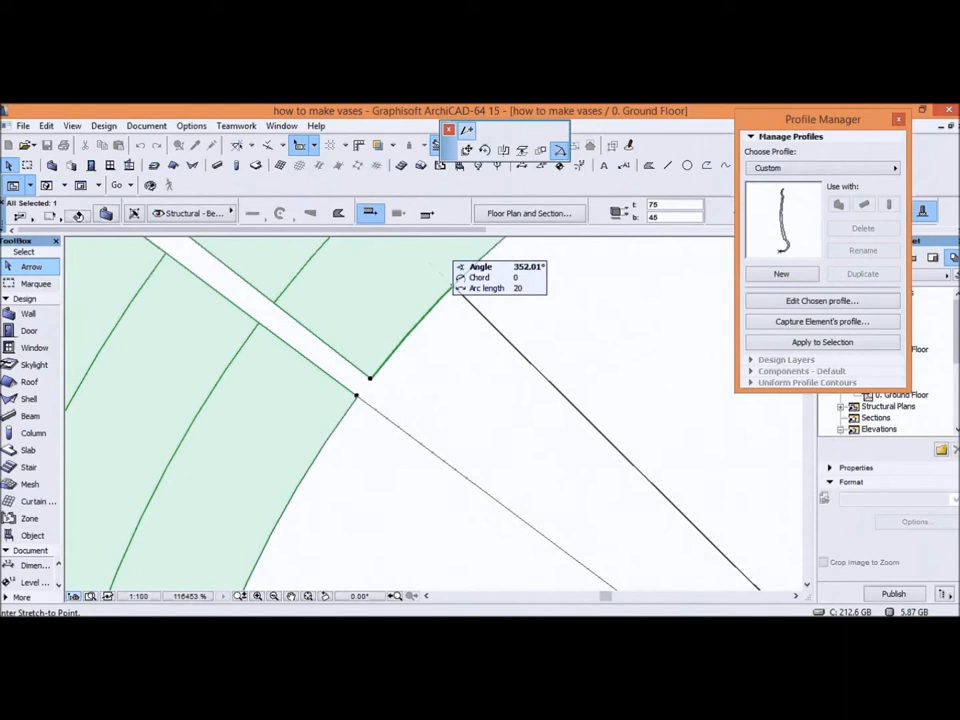 how to make vases - Graphisoft ArchiCAD-64 15 - [how to make vases / 0. Ground Floor]
File Edit View Design Document Options Teamwork Window Help
Go
All Selected: 1
Structural - Be...
Floor Plan and Section...
t: 75
b: 45
ToolBox
Select
Arrow
Marquee
Design
Wall
Door
Window
Skylight
Roof
Shell
Beam
Column
Slab
Stair
Mesh
Curtain ...
Zone
Object
Document
Dimen...
Level ...
More
Angle 352.01°
Chord 0
Arc length 20
Profile Manager
Manage Profiles
Choose Profile:
Custom
Use with:
Delete
Rename
New
Duplicate
Edit Chosen profile...
Capture Element's profile...
Apply to Selection
Design Layers
Components - Default
Uniform Profile Contours
0. Ground Floor
Structural Plans
Sections
Elevations
Properties
Format
Options...
Crop image to Zoom
Publish
1:100
116453 %
0.00°
nter Stretch-to Point.
C: 212.6 GB
5.87 GB